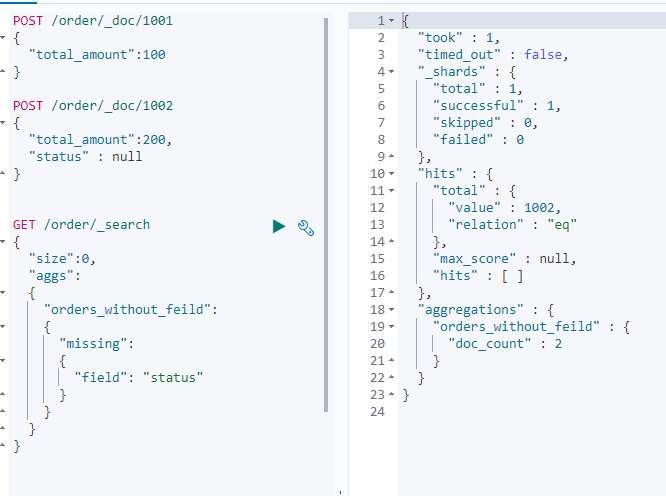 POST /order/_doc/1001
{
  "total_amount":100
}
POST /order/_doc/1002
{
  "total_amount":200,
  "status" : null
}
GET /order/_search
{
  "size":0,
  "aggs":
  {
    "orders_without_feild":
    {
      "missing":
      {
        "field": "status"
      }
    }
  }
}
1 {
2   "took" : 1,
3   "timed_out" : false,
4   "_shards" : {
5     "total" : 1,
6     "successful" : 1,
7     "skipped" : 0,
8     "failed" : 0
9   },
10   "hits" : {
11     "total" : {
12       "value" : 1002,
13       "relation" : "eq"
14     },
15     "max_score" : null,
16     "hits" : [ ]
17   },
18   "aggregations" : {
19     "orders_without_feild" : {
20       "doc_count" : 2
21     }
22   }
23 }
24